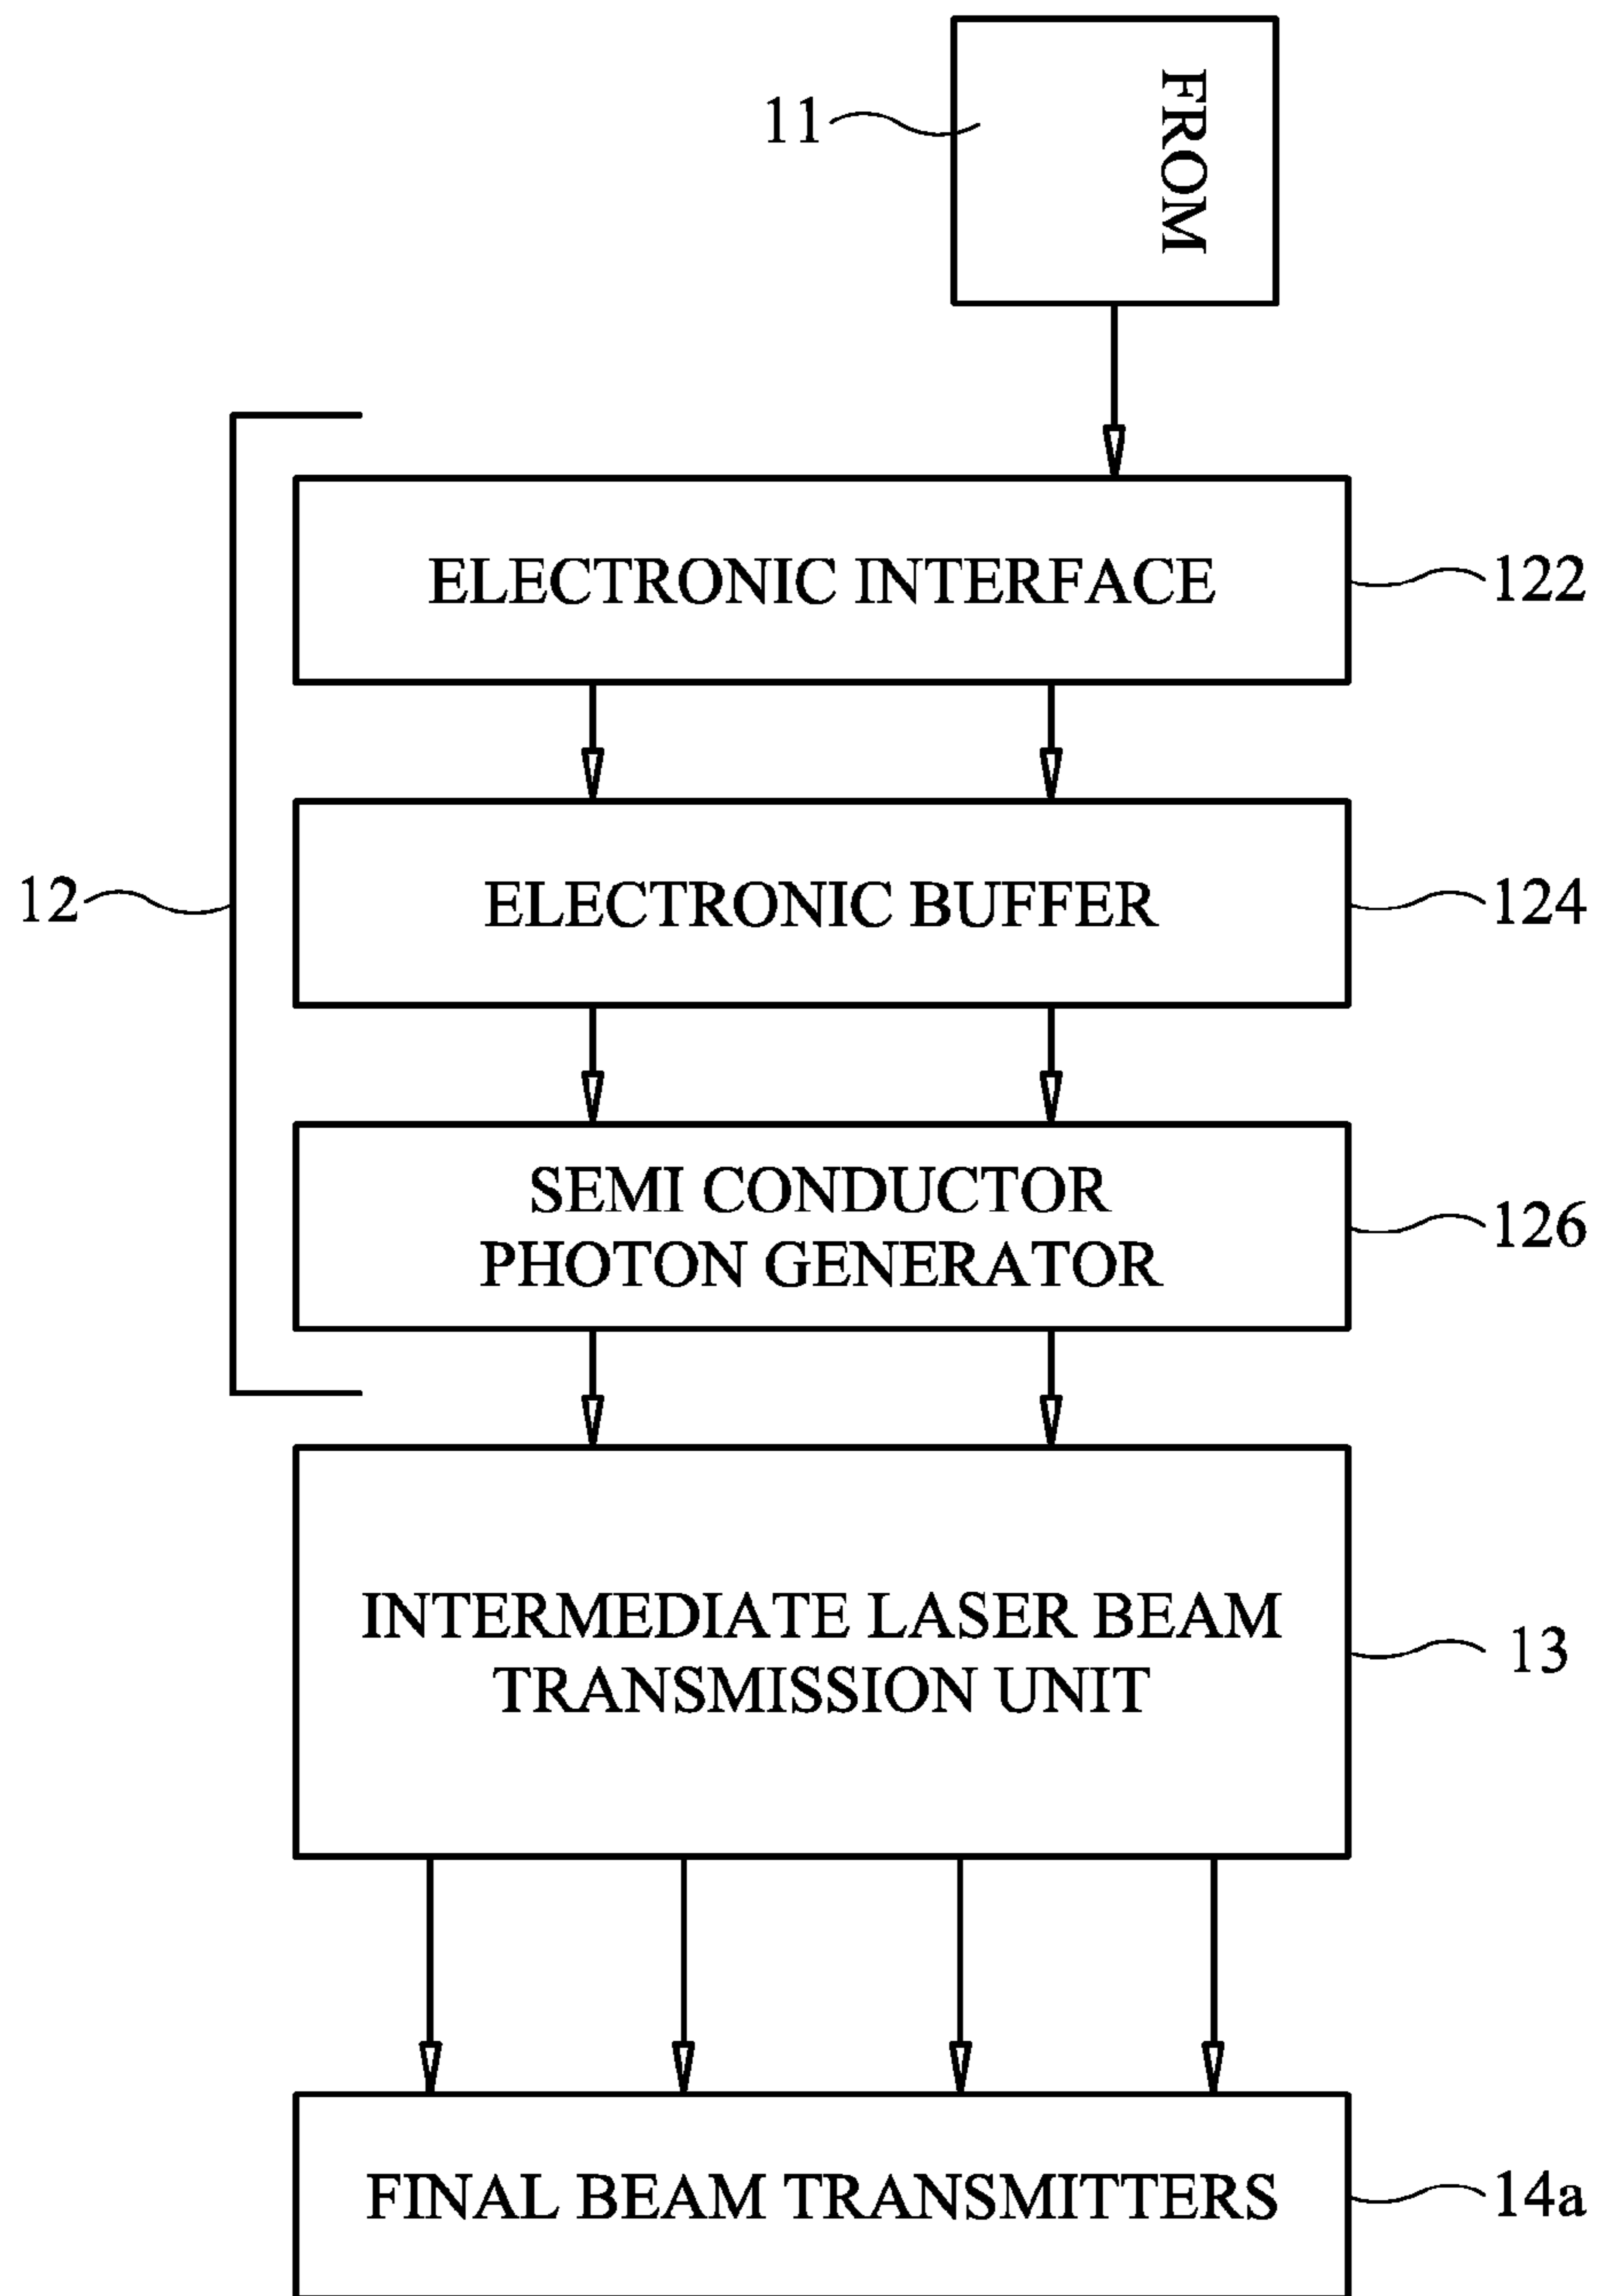 FROM
11
ELECTRONIC INTERFACE
122
ELECTRONIC BUFFER
124
12
SEMI CONDUCTOR
PHOTON GENERATOR
126
INTERMEDIATE LASER BEAM
TRANSMISSION UNIT
13
FINAL BEAM TRANSMITTERS
14a